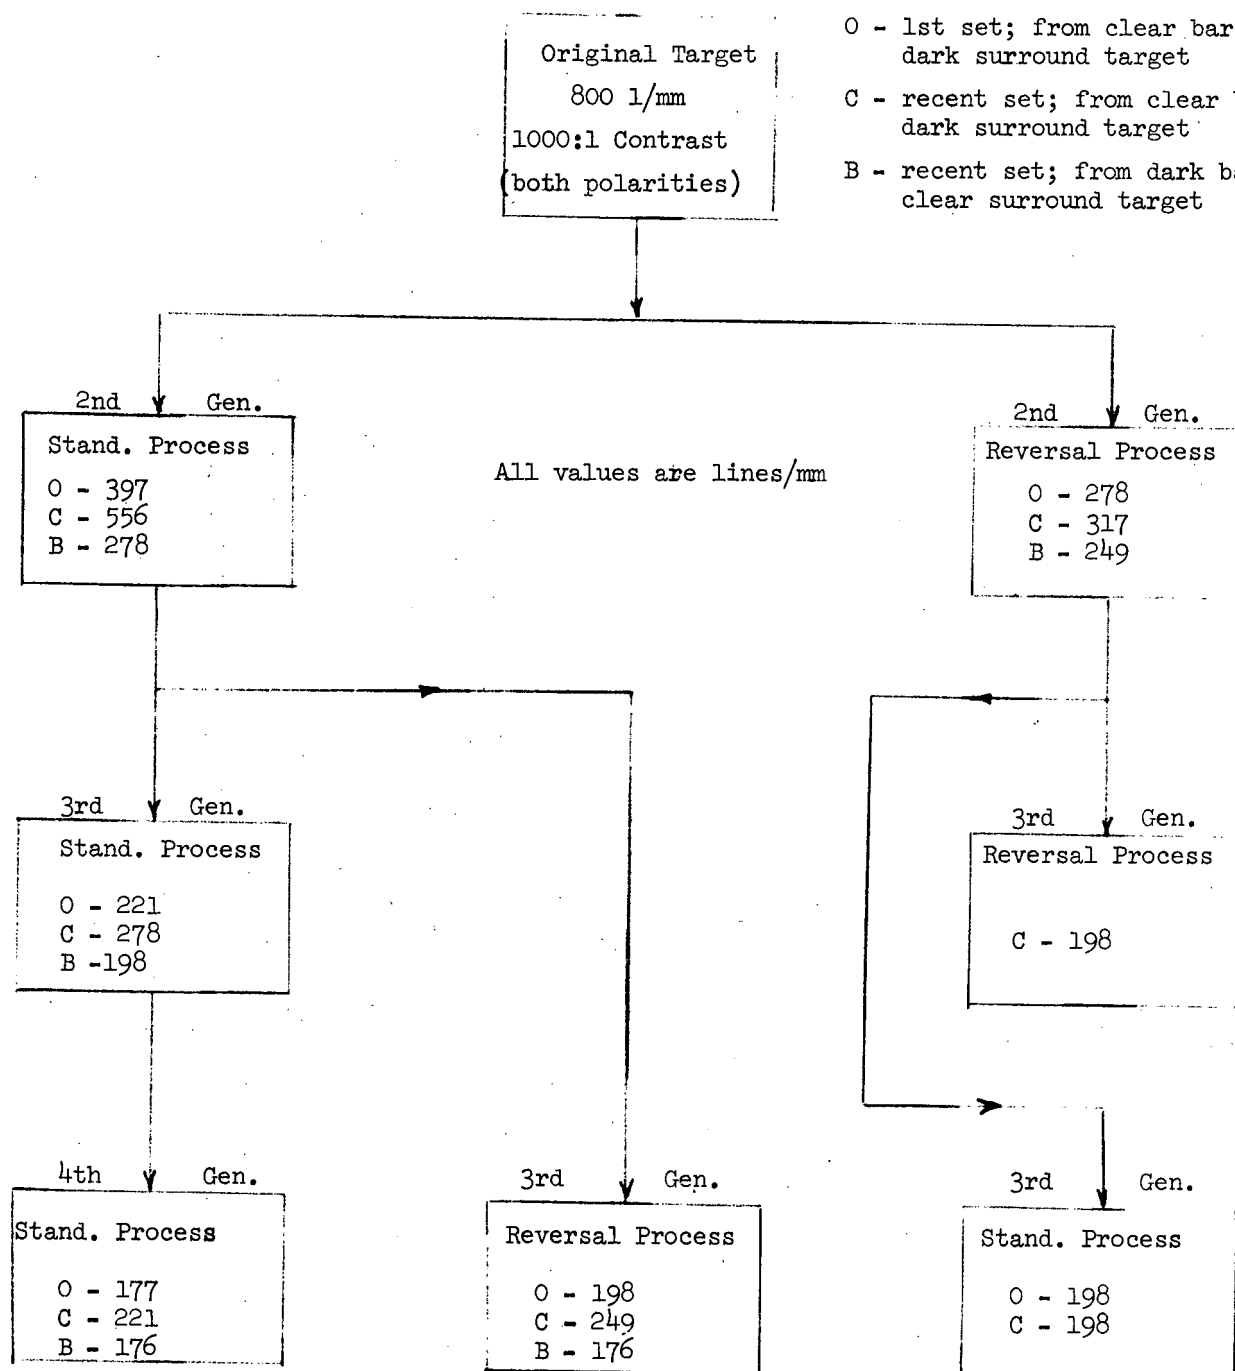 Original Target
800 l/mm
1000:1 Contrast
(both polarities)
O - 1st set; from clear bar
dark surround target
C - recent set; from clear
dark surround target
B - recent set; from dark
clear surround target
2nd Gen.
Stand. Process
O - 397
C - 556
B - 278
All values are lines/mm
2nd Gen.
Reversal Process
O - 278
C - 317
B - 249
3rd Gen.
Stand. Process
O - 221
C - 278
B -198
3rd Gen.
Reversal Process
C - 198
4th Gen.
Stand. Process
O - 177
C - 221
B - 176
3rd Gen.
Reversal Process
O - 198
C - 249
B - 176
3rd Gen.
Stand. Process
O - 198
C - 198